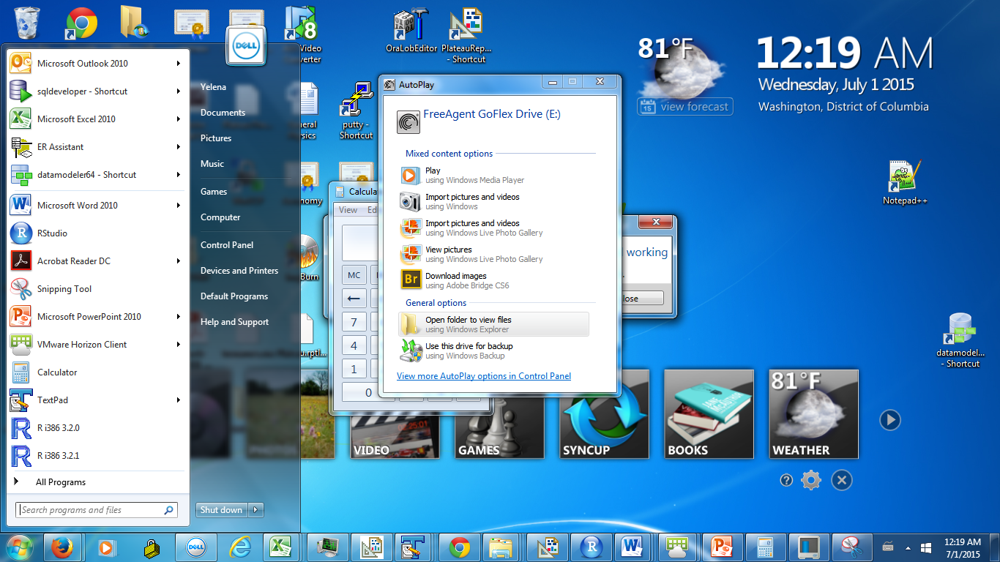 DELL
8
Video
Converter
OraLobEditor
PlateauRep...
- Shortcut
81°F
view forecast
15
12:19 AM
Wednesday, July 1 2015
Washington, District of Columbia
Microsoft Outlook 2010
sqldeveloper - Shortcut
Microsoft Excel 2010
ER Assistant
datamodeler64 - Shortcut
Microsoft Word 2010
RStudio
Acrobat Reader DC
Snipping Tool
Microsoft PowerPoint 2010
VMware Horizon Client
Calculator
TextPad
R i386 3.2.0
R i386 3.2.1
All Programs
Search programs and files
Yelena
Documents
Pictures
Music
Games
Computer
Control Panel
Devices and Printers
Default Programs
Help and Support
Shut down
putty -
Shortcut
Burn
Calcula
View Ed
MC
←
7
4
1
0
AutoPlay
FreeAgent GoFlex Drive (E:)
Mixed content options
Play
using Windows Media Player
Import pictures and videos
using Windows
Import pictures and videos
using Windows Live Photo Gallery
View pictures
using Windows Live Photo Gallery
Br
Download images
using Adobe Bridge CS6
General options
Open folder to view files
using Windows Explorer
Use this drive for backup
using Windows Backup
View more AutoPlay options in Control Panel
working
lose
Notepad++
datamodel...
- Shortcut
VIDEO
GAMES
SYNCUP
BOOKS
81°F
WEATHER
?
DELL
12:19 AM
7/1/2015